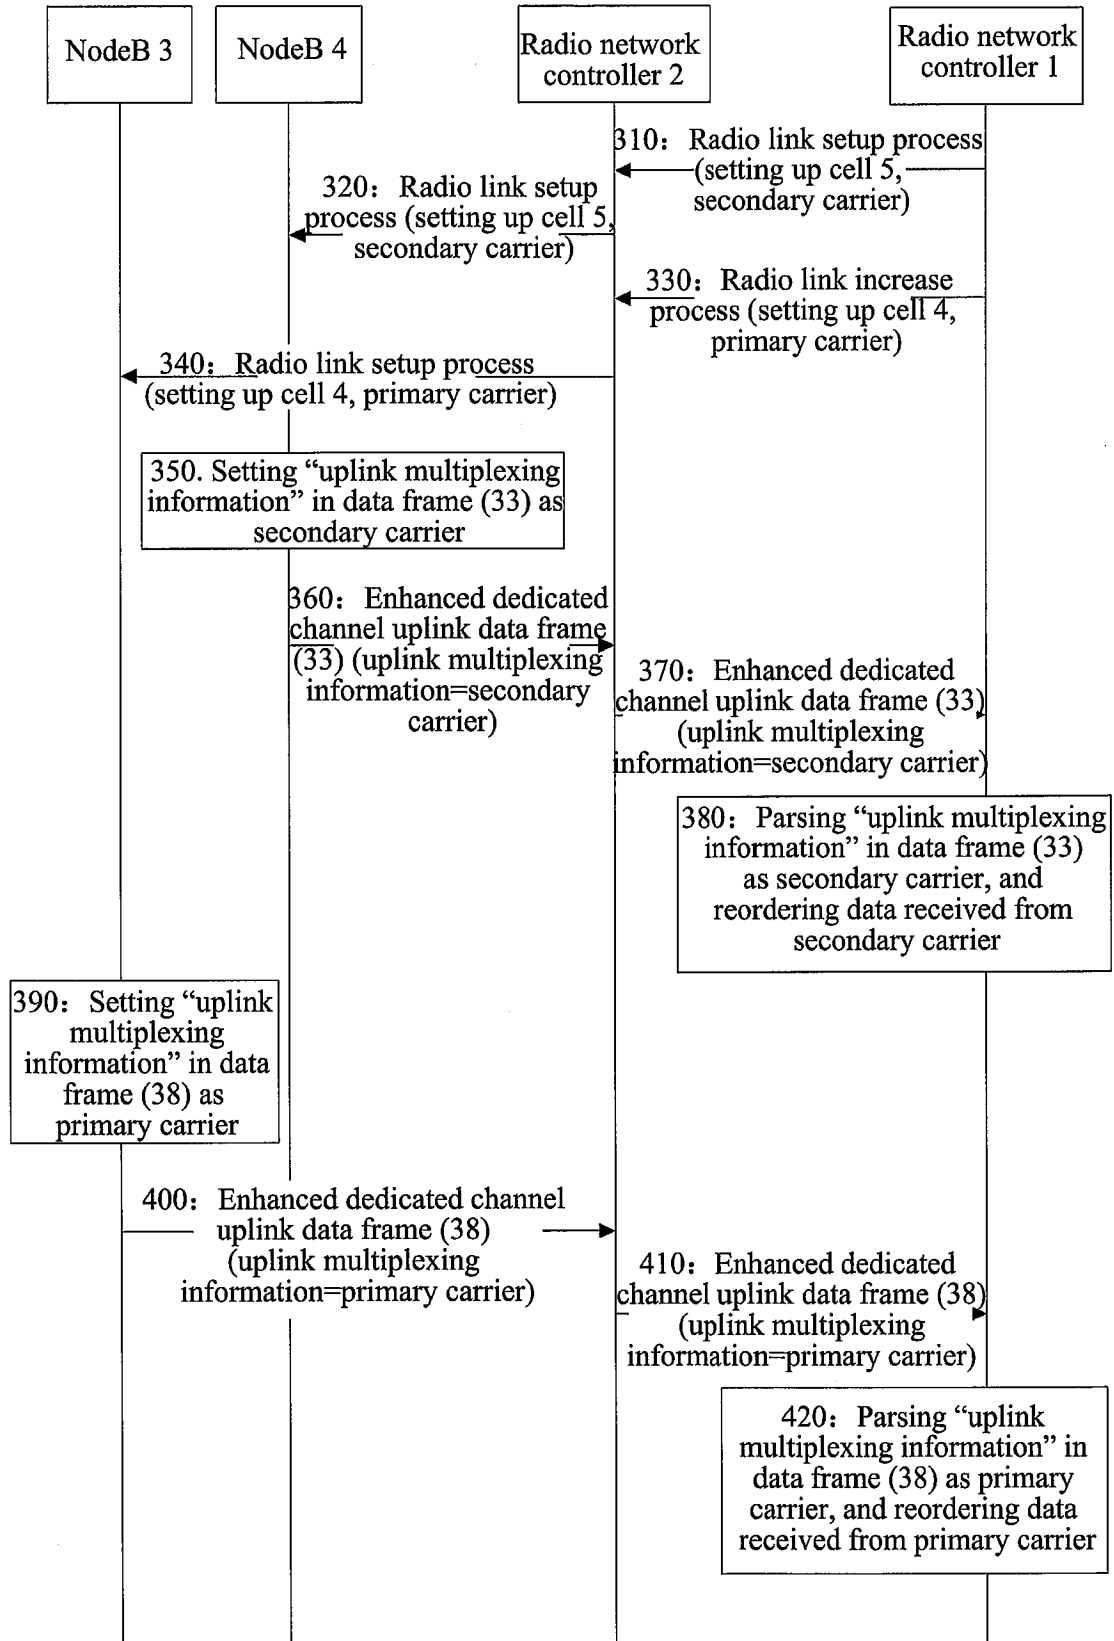 NodeB 3
NodeB 4
Radio network
controller 2
Radio network
controller 1
310: Radio link setup process
(setting up cell 5,
secondary carrier)
320: Radio link setup
process (setting up cell 5,
secondary carrier)
330: Radio link increase
process (setting up cell 4,
primary carrier)
340: Radio link setup process
(setting up cell 4, primary carrier)
350. Setting “uplink multiplexing
information” in data frame (33) as
secondary carrier
360: Enhanced dedicated
channel uplink data frame
(33) (uplink multiplexing
information=secondary
carrier)
370: Enhanced dedicated
channel uplink data frame (33)
(uplink multiplexing
information=secondary carrier)
380: Parsing “uplink multiplexing
information” in data frame (33)
as secondary carrier, and
reordering data received from
secondary carrier
390: Setting “uplink
multiplexing
information” in data
frame (38) as
primary carrier
400: Enhanced dedicated channel
uplink data frame (38)
(uplink multiplexing
information=primary carrier)
410: Enhanced dedicated
channel uplink data frame (38)
(uplink multiplexing
information=primary carrier)
420: Parsing “uplink
multiplexing information” in
data frame (38) as primary
carrier, and reordering data
received from primary carrier